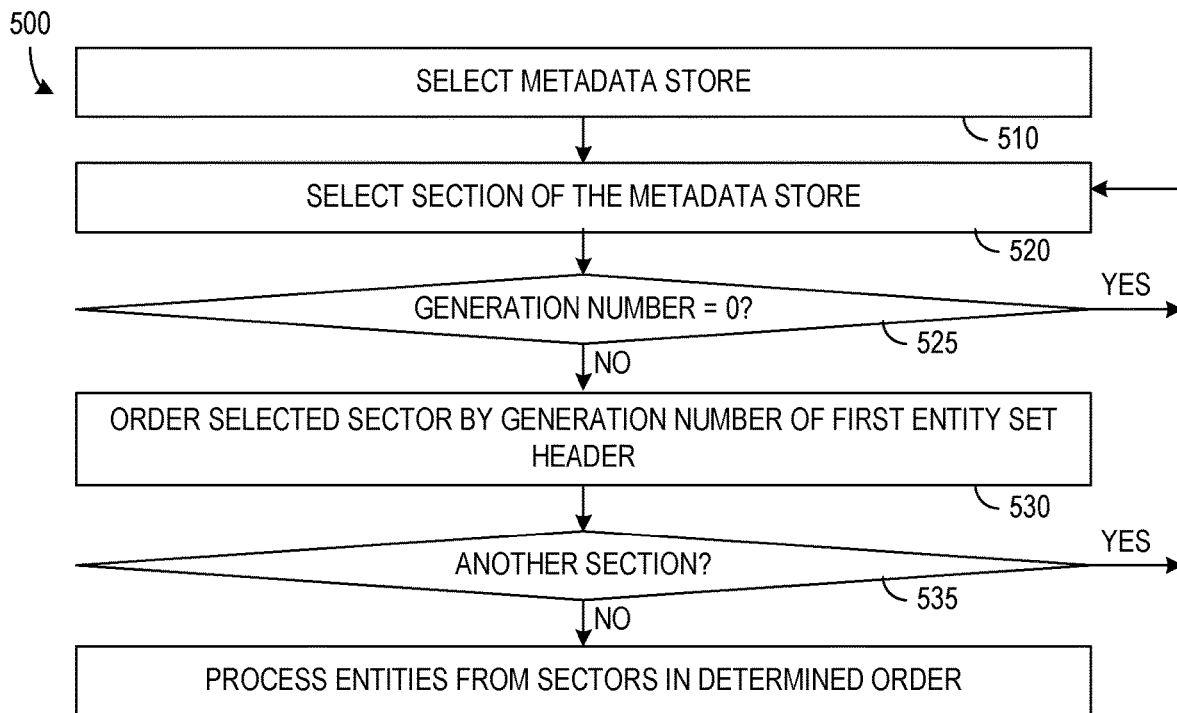 500
SELECT METADATA STORE
510
SELECT SECTION OF THE METADATA STORE
520
GENERATION NUMBER = 0?
YES
525
NO
ORDER SELECTED SECTOR BY GENERATION NUMBER OF FIRST ENTITY SET
HEADER
530
ANOTHER SECTION?
YES
535
NO
PROCESS ENTITIES FROM SECTORS IN DETERMINED ORDER